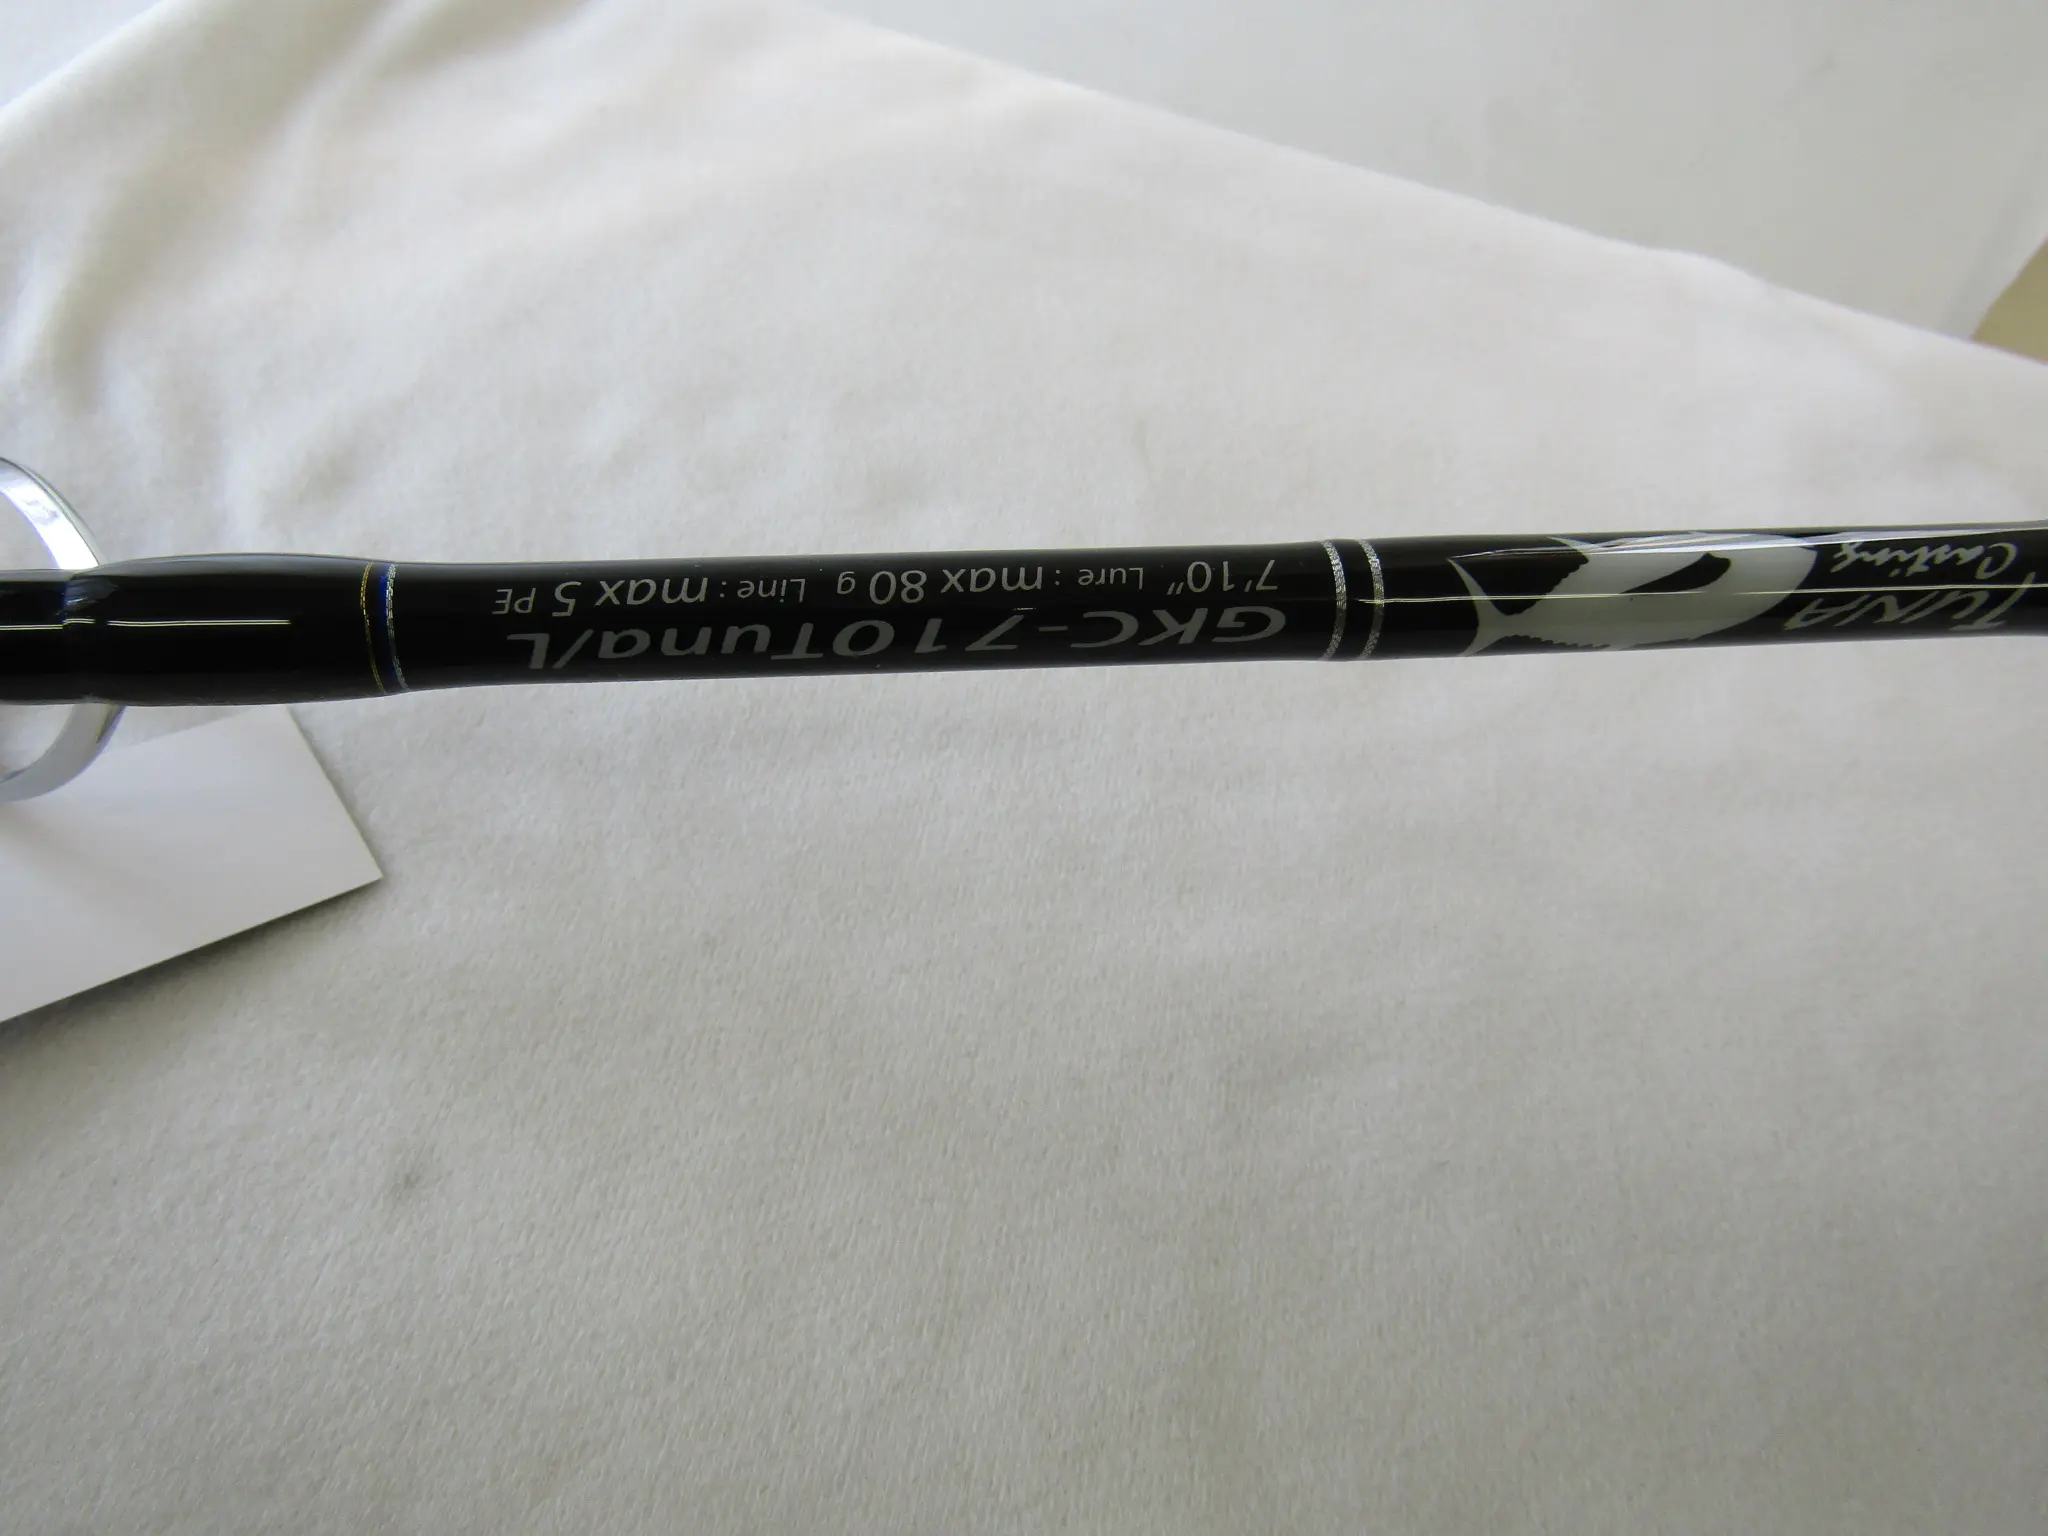 TUNA
Casting
GKC-710Tuna/L
7'10" Lure : max 80 g Line : max 5 PE